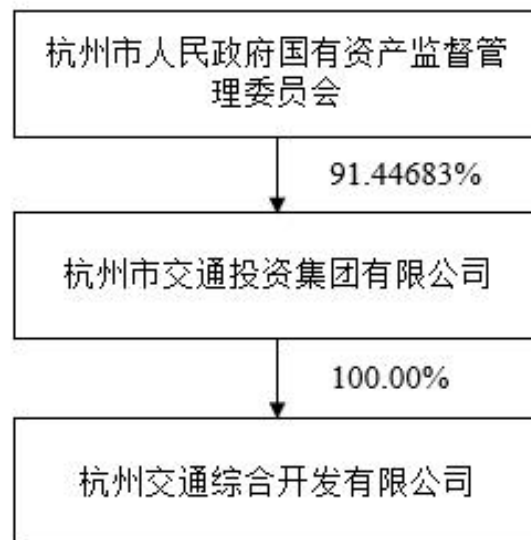 杭州市人民政府国有资产监督管
理委员会
91.44683%
杭州市交通投资集团有限公司
100.00%
杭州交通综合开发有限公司